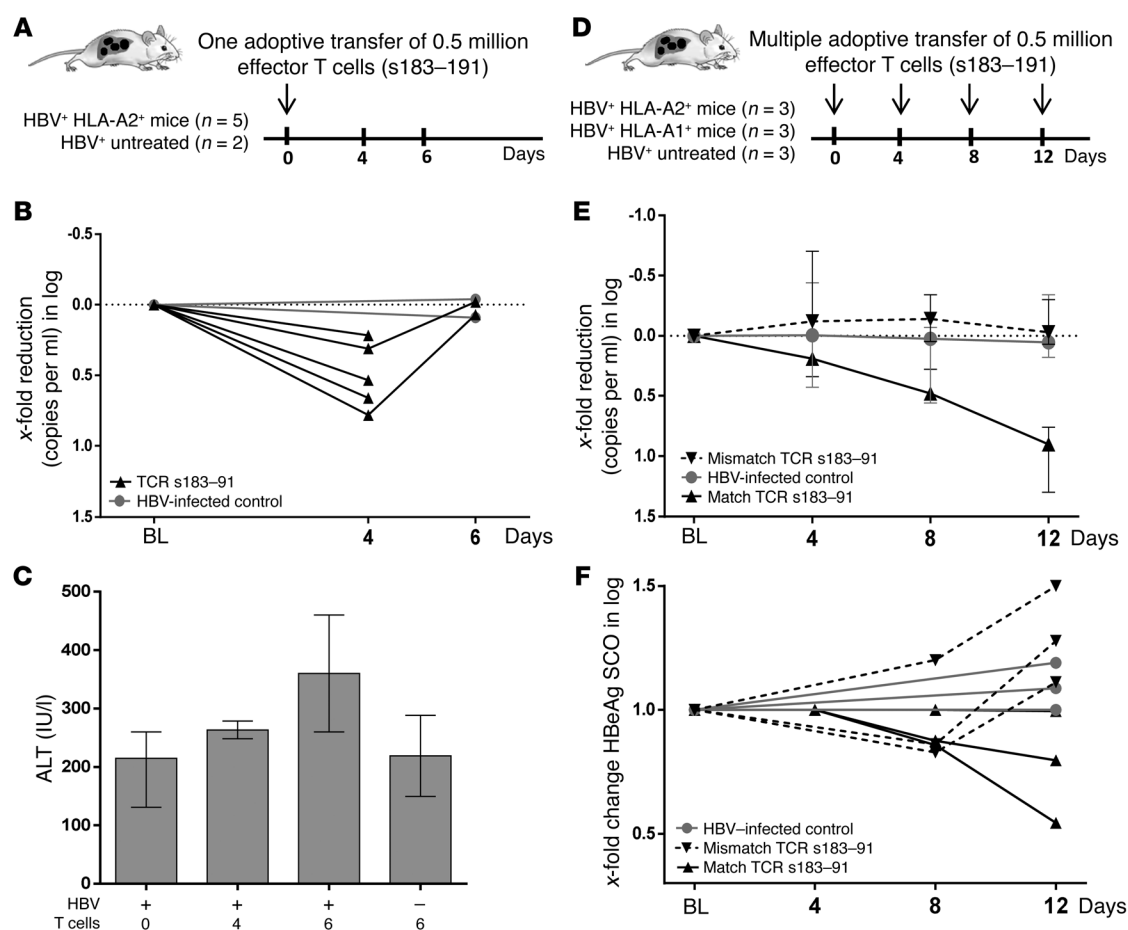 A
One adoptive transfer of 0.5 million
effector T cells (s183–191)
HBV⁺ HLA-A2⁺ mice (n = 5)
HBV⁺ untreated (n = 2)
0 4 6 Days
B
x-fold reduction
(copies per ml) in log
-0.5
0.0
0.5
1.0
1.5
TCR s183–91
HBV-infected control
BL 4 6 Days
C
ALT (IU/l)
500
400
300
200
100
0
HBV + + + –
T cells 0 4 6 6
D
Multiple adoptive transfer of 0.5 million
effector T cells (s183–191)
HBV⁺ HLA-A2⁺ mice (n = 3)
HBV⁺ HLA-A1⁺ mice (n = 3)
HBV⁺ untreated (n = 3)
0 4 8 12 Days
E
x-fold reduction
(copies per ml) in log
-1.0
-0.5
0.0
0.5
1.0
1.5
Mismatch TCR s183–91
HBV-infected control
Match TCR s183–91
BL 4 8 12 Days
F
x-fold change HBeAg SCO in log
1.5
1.0
0.5
HBV–infected control
Mismatch TCR s183–91
Match TCR s183–91
BL 4 8 12 Days